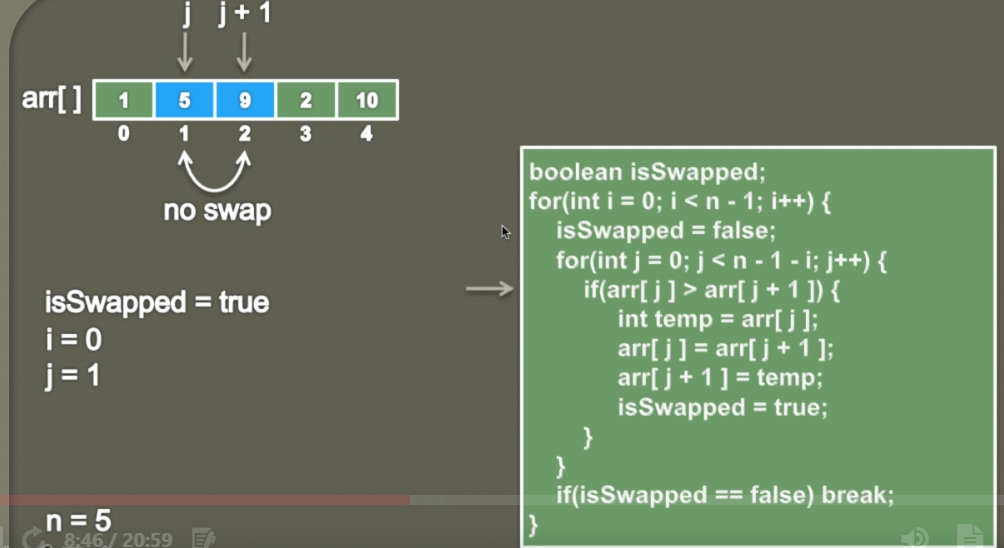 j j + 1
arr[ ] 1 5 9 2 10
0 1 2 3 4
no swap
isSwapped = true
i = 0
j = 1
n = 5
8:46 / 20:59
boolean isSwapped;
for(int i = 0; i < n - 1; i++) {
isSwapped = false;
for(int j = 0; j < n - 1 - i; j++) {
if(arr[ j ] > arr[ j + 1 ]) {
int temp = arr[ j ];
arr[ j ] = arr[ j + 1 ];
arr[ j + 1 ] = temp;
isSwapped = true;
}
}
if(isSwapped == false) break;
}